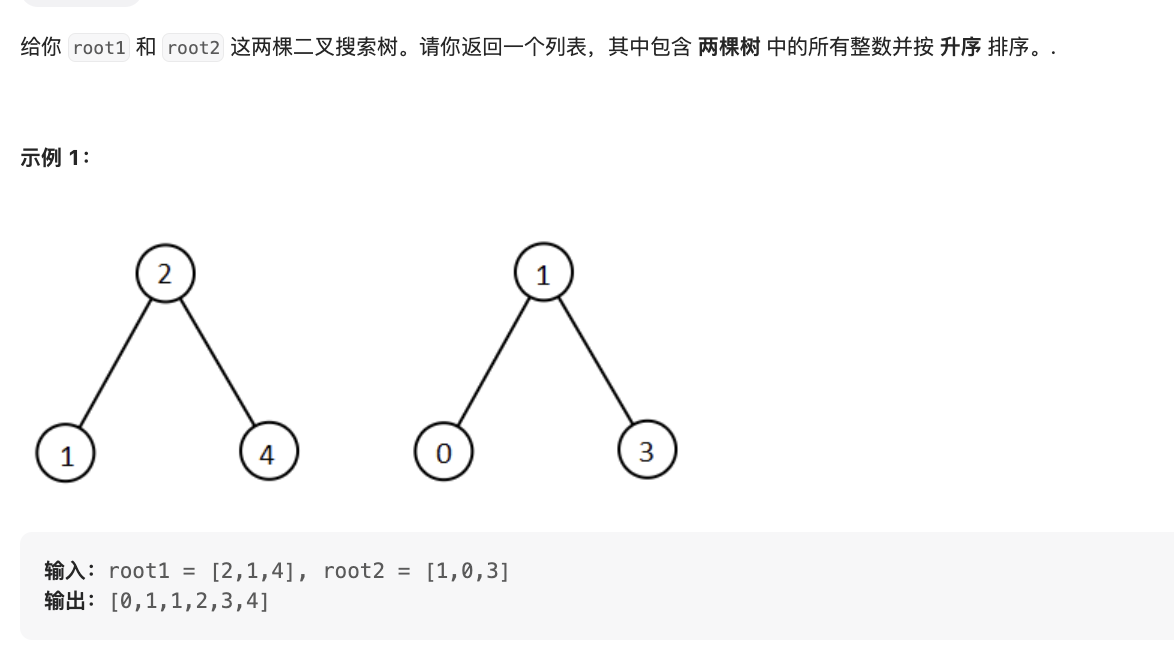 给你 root1 和 root2 这两棵二叉搜索树。请你返回一个列表，其中包含 两棵树 中的所有整数并按 升序 排序。.
示例 1：
2 1
1 4 0 3
输入：root1 = [2,1,4], root2 = [1,0,3]
输出：[0,1,1,2,3,4]